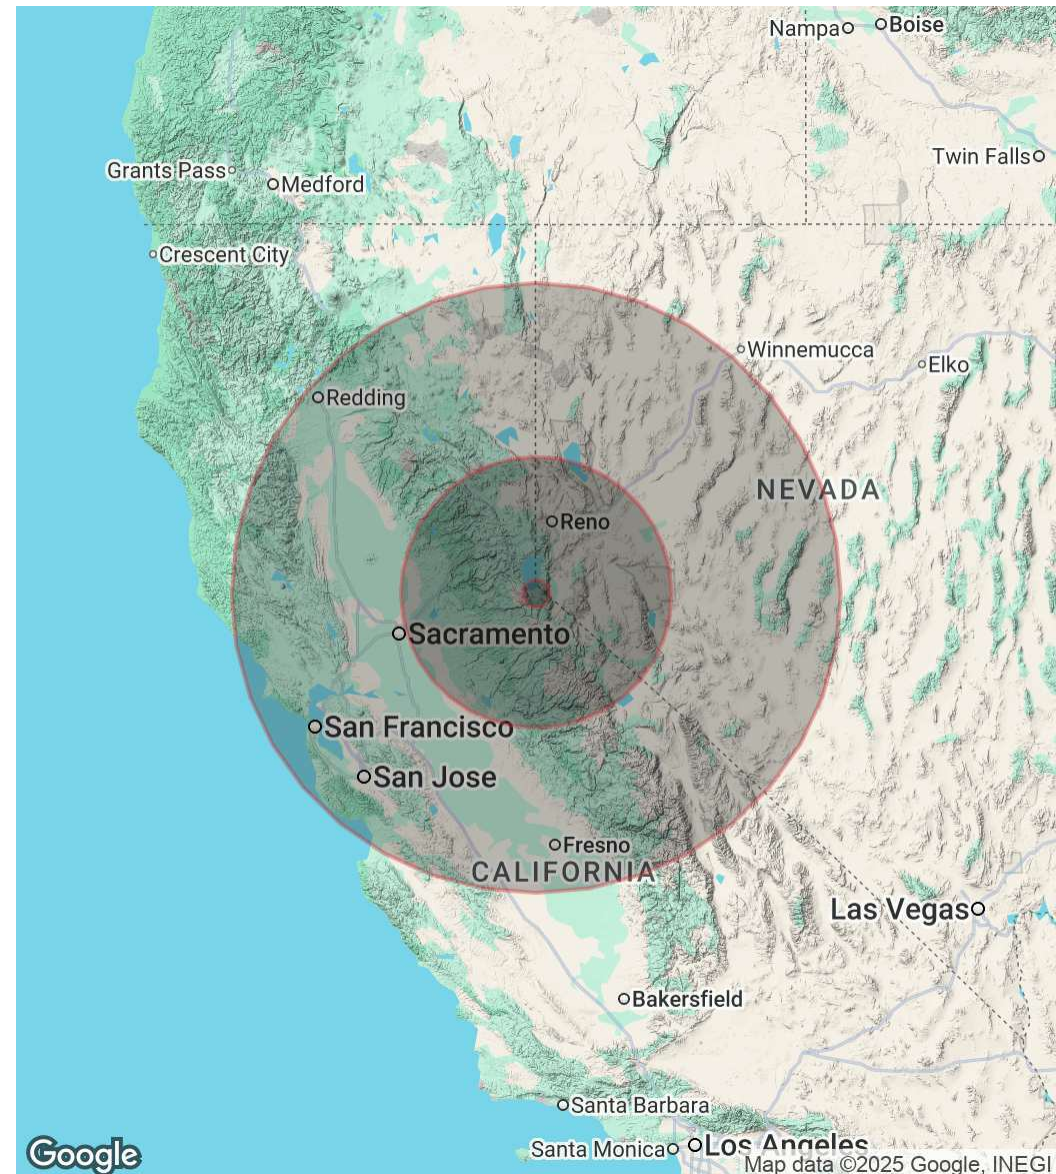 Nampa
Boise
Twin Falls
Grants Pass
Medford
Crescent City
Winnemucca
Elko
Redding
NEVADA
Reno
Sacramento
San Francisco
San Jose
Fresno
CALIFORNIA
Las Vegas
Bakersfield
Santa Barbara
Santa Monica
Los Angeles
Google
Map data ©2025 Google, INEGI